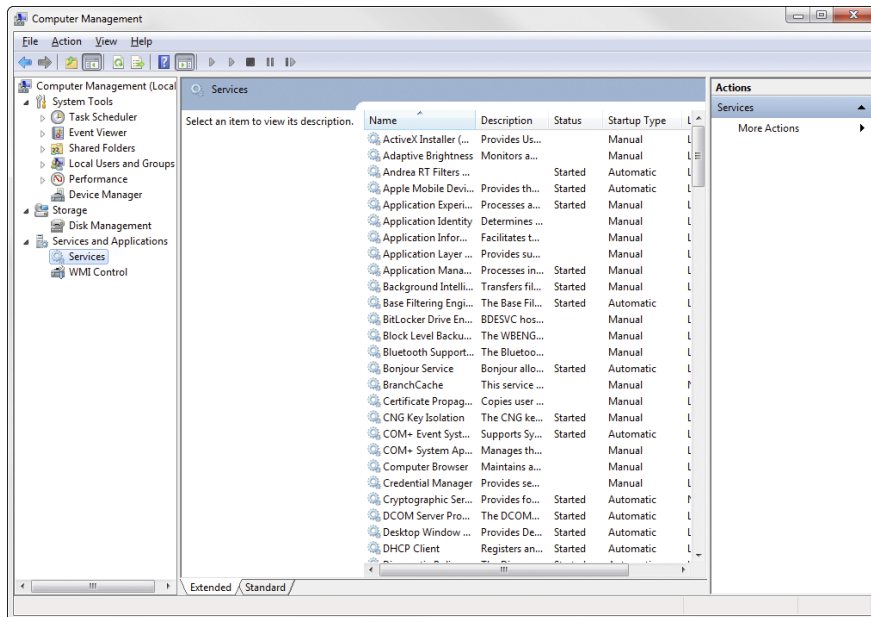 Computer Management
File Action View Help
Computer Management (Local
System Tools
Task Scheduler
Event Viewer
Shared Folders
Local Users and Groups
Performance
Device Manager
Storage
Disk Management
Services and Applications
Services
WMI Control
Services
Select an item to view its description.
Name Description Status Startup Type L
ActiveX Installer (... Provides Us... Manual L
Adaptive Brightness Monitors a... Manual L
Andrea RT Filters ... Started Automatic L
Apple Mobile Devi... Provides th... Started Automatic L
Application Experi... Processes a... Started Manual L
Application Identity Determines ... Manual L
Application Infor... Facilitates t... Manual L
Application Layer ... Provides su... Manual L
Application Mana... Processes in... Started Manual L
Background Intelli... Transfers fil... Started Manual L
Base Filtering Engi... The Base Fil... Started Automatic L
BitLocker Drive En... BDESVC hos... Manual L
Block Level Backu... The WBENG... Manual L
Bluetooth Support... The Bluetoo... Manual L
Bonjour Service Bonjour allo... Started Automatic L
BranchCache This service ... Manual N
Certificate Propag... Copies user ... Manual L
CNG Key Isolation The CNG ke... Started Manual L
COM+ Event Syst... Supports Sy... Started Automatic L
COM+ System Ap... Manages th... Manual L
Computer Browser Maintains a... Manual L
Credential Manager Provides se... Manual L
Cryptographic Ser... Provides fo... Started Automatic N
DCOM Server Pro... The DCOM... Started Automatic L
Desktop Window ... Provides De... Started Automatic L
DHCP Client Registers an... Started Automatic L
Extended Standard
Actions
Services
More Actions